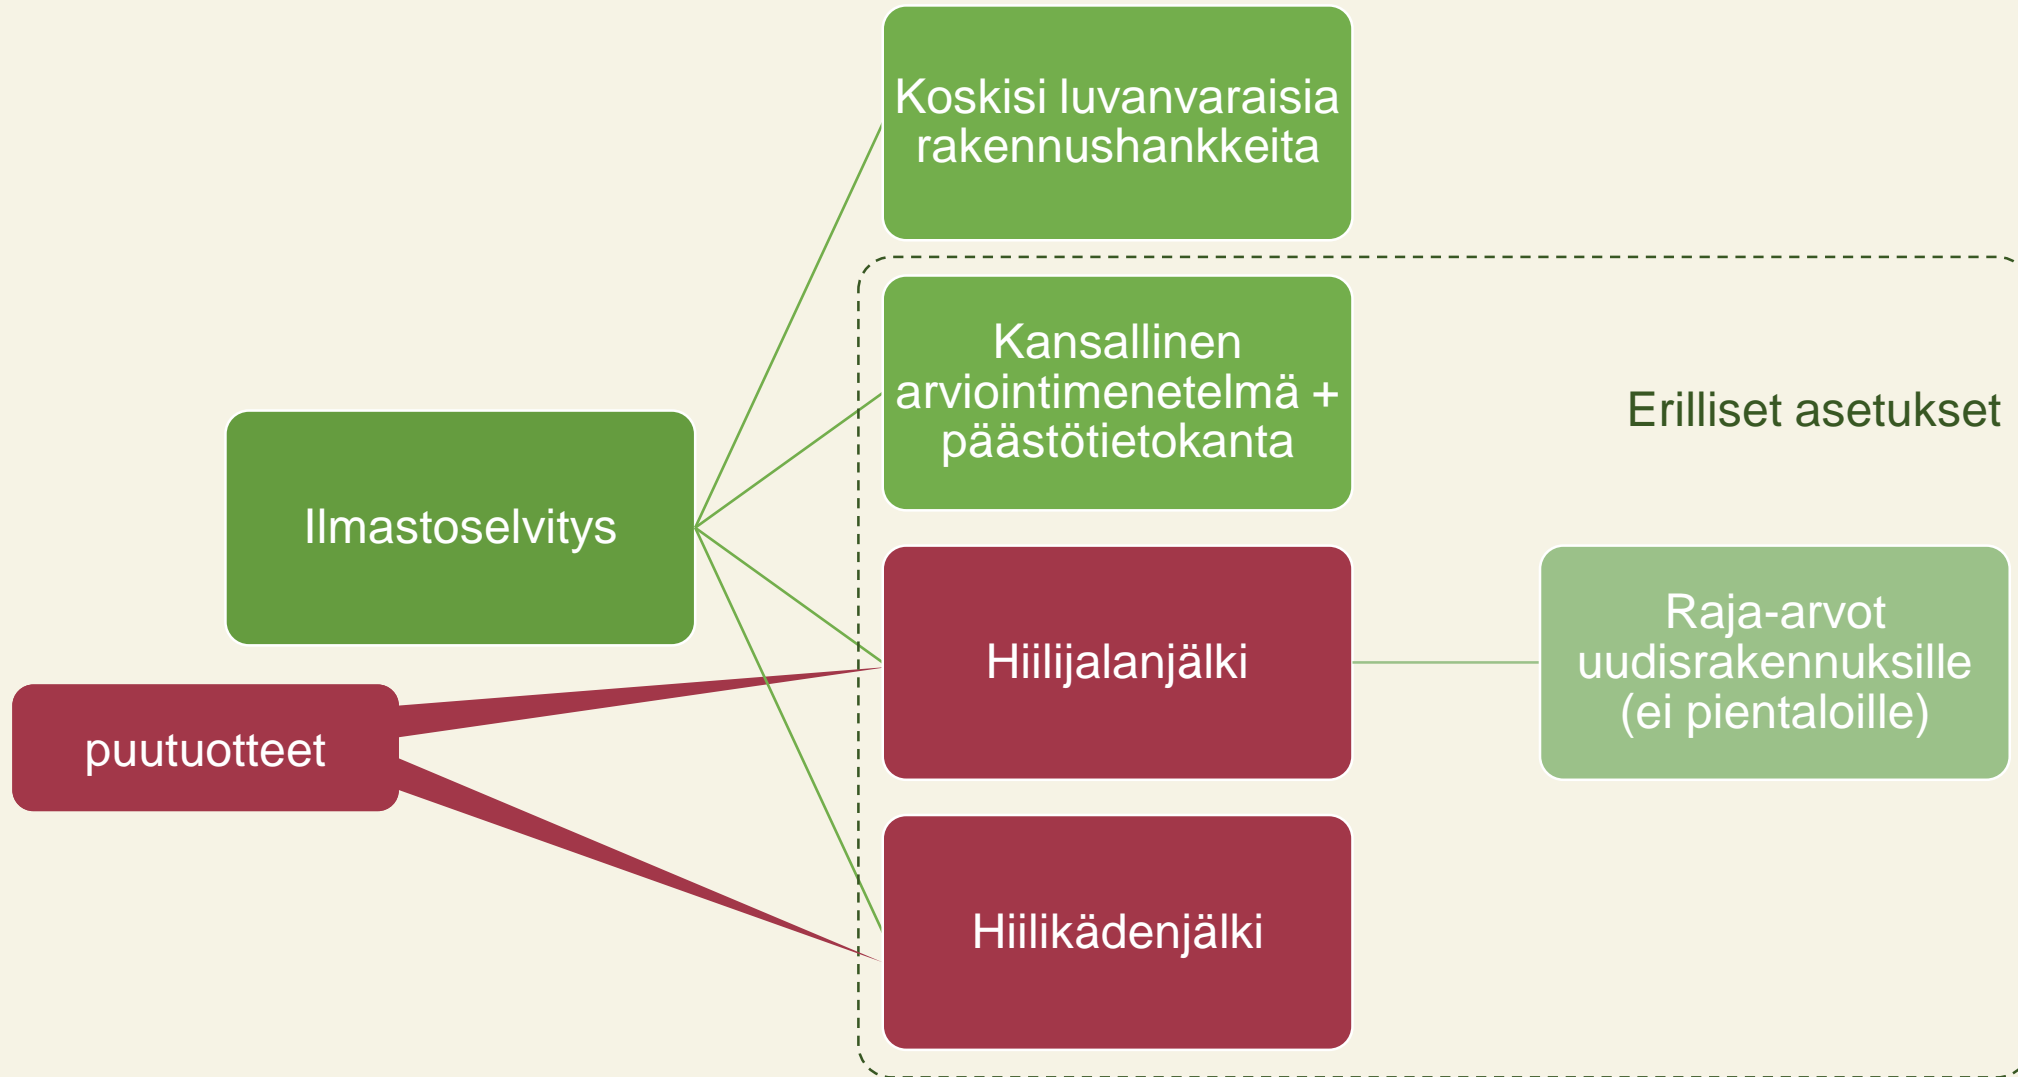 Koskisi luvanvaraisia
rakennushankkeita
Kansallinen
arviointimenetelmä +
päästötietokanta
Erilliset asetukset
Ilmastoselvitys
Hiilijalanjälki
Raja-arvot
uudisrakennuksille
(ei pientaloille)
puutuotteet
Hiilikädenjälki